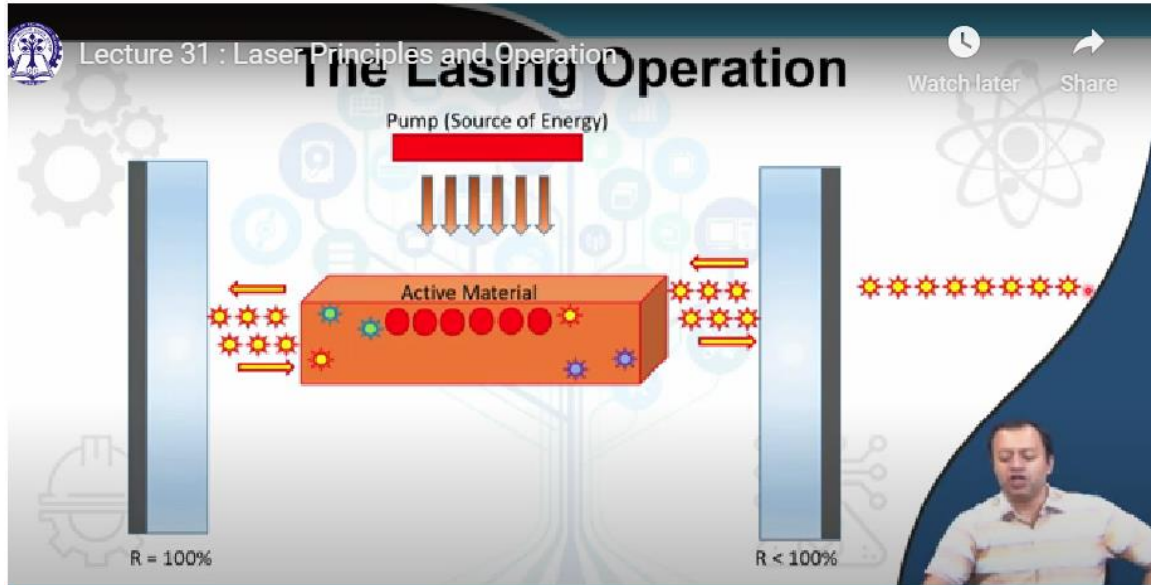 Lecture 31 : Laser Principles and Operation
The Lasing Operation
Watch later
Share
Pump (Source of Energy)
Active Material
R = 100%
R < 100%